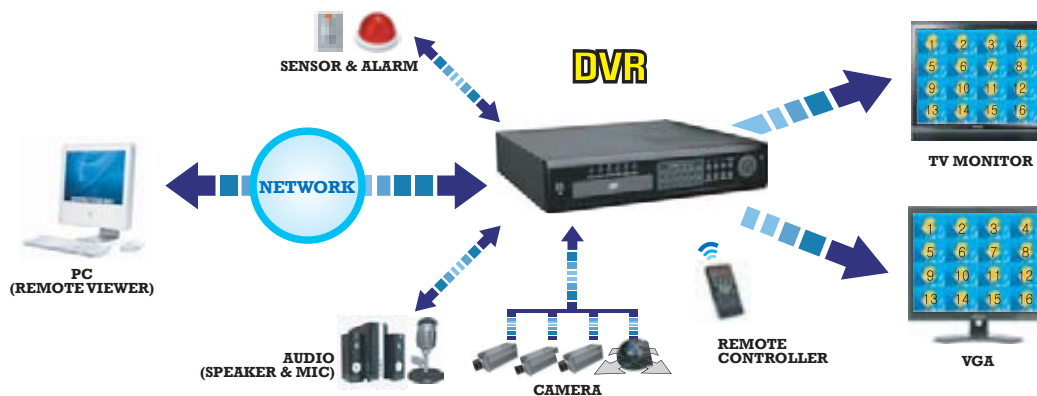 SENSOR & ALARM
DVR
1 2 3 4
5 6 7 8
9 10 11 12
13 14 15 16
TV MONITOR
NETWORK
PC
(REMOTE VIEWER)
1 2 3 4
5 6 7 8
9 10 11 12
13 14 15 16
VGA
AUDIO
(SPEAKER & MIC)
CAMERA
REMOTE
CONTROLLER